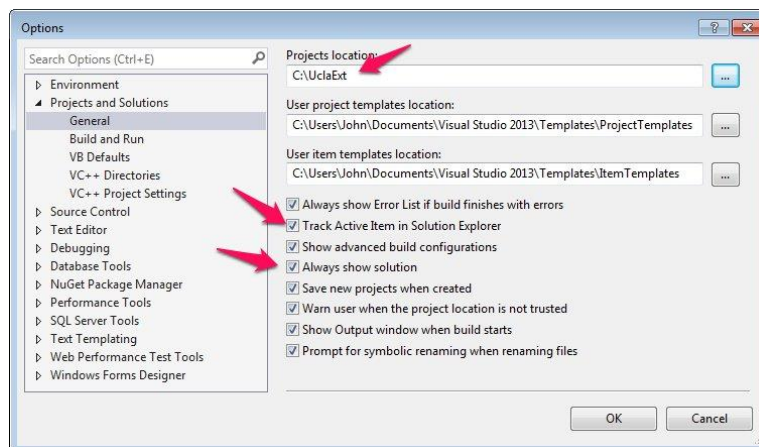 Options
Search Options (Ctrl+E)
Environment
Projects and Solutions
General
Build and Run
VB Defaults
VC++ Directories
VC++ Project Settings
Source Control
Text Editor
Debugging
Database Tools
NuGet Package Manager
Performance Tools
SQL Server Tools
Text Templating
Web Performance Test Tools
Windows Forms Designer
Projects location:
C:\UclaExt
...
User project templates location:
C:\Users\John\Documents\Visual Studio 2013\Templates\ProjectTemplates
...
User item templates location:
C:\Users\John\Documents\Visual Studio 2013\Templates\ItemTemplates
...
Always show Error List if build finishes with errors
Track Active Item in Solution Explorer
Show advanced build configurations
Always show solution
Save new projects when created
Warn user when the project location is not trusted
Show Output window when build starts
Prompt for symbolic renaming when renaming files
OK
Cancel